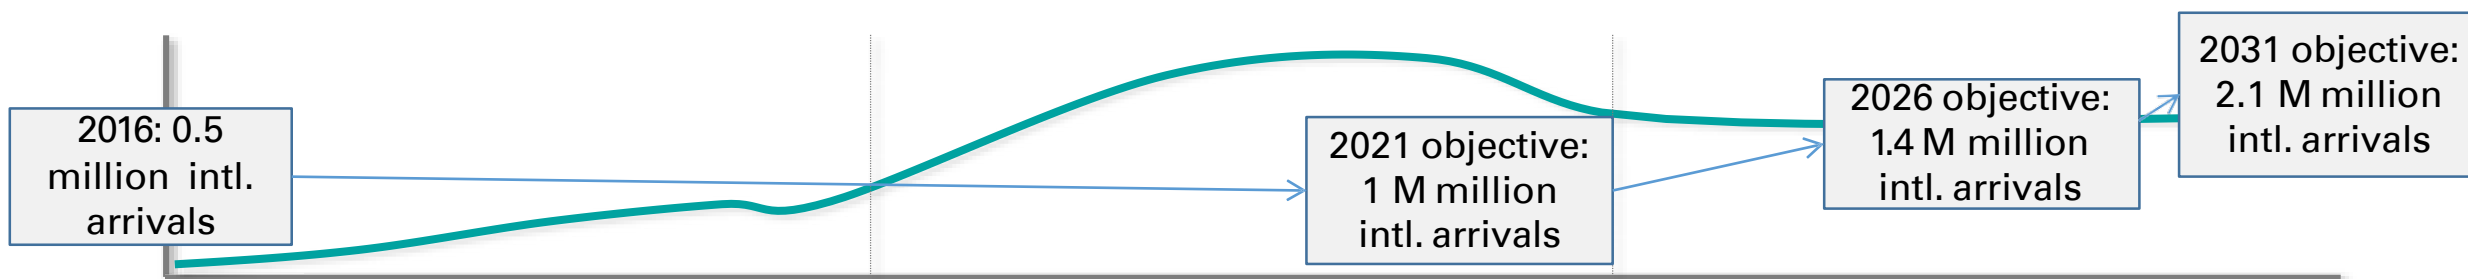 2016: 0.5
million intl.
arrivals
2021 objective:
1 M million
intl. arrivals
2026 objective:
1.4 M million
intl. arrivals
2031 objective:
2.1 M million
intl. arrivals